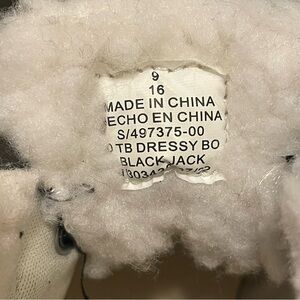 9
16
MADE IN CHINA
ECHO EN CHINA
S/497375-00
TB DRESSY BO
BLACK JACK